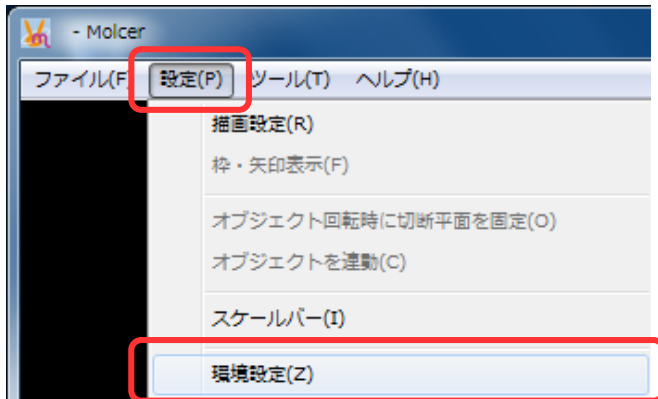 - Molcer
ファイル(F) 設定(P) ツール(T) ヘルプ(H)
描画設定(R)
枠・矢印表示(F)
オブジェクト回転時に切断平面を固定(O)
オブジェクトを連動(C)
スケールバー(I)
環境設定(Z)